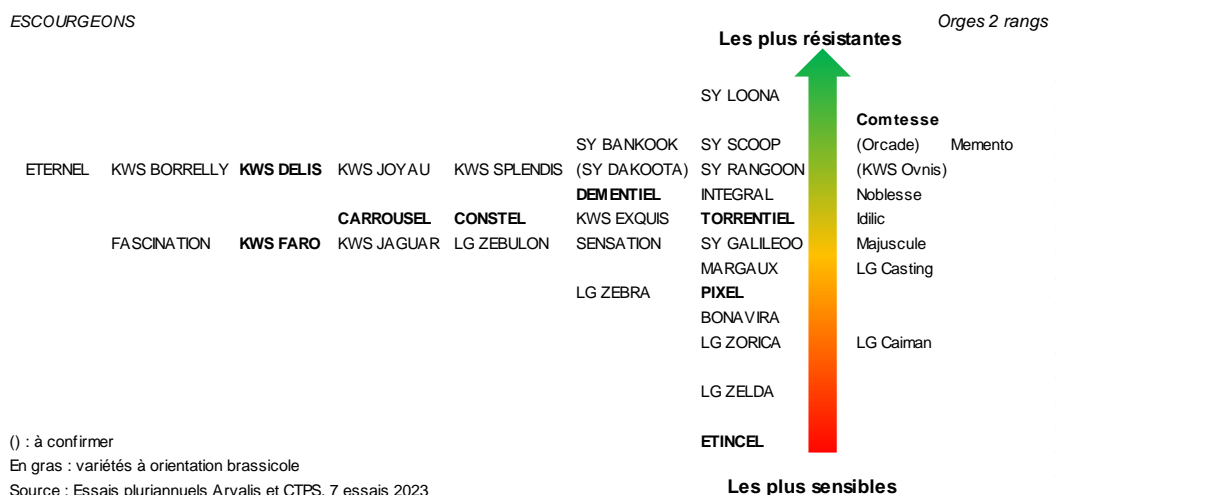 ESCOURGEONS Orges 2 rangs
Les plus résistantes
SY LOONA
Comtesse
SY BANKOOK SY SCOOP (Orcade) Memento
ETERNEL KWS BORRELLY KWS DELIS KWS JOYAU KWS SPLENDIS (SY DAKOOTA) SY RANGOON (KWS Ovnis)
DEMENTIEL INTEGRAL Noblesse
CARROUSEL CONSTEL KWS EXQUIS TORRENTIEL Idilic
FASCINATION KWS FARO KWS JAGUAR LG ZEBULON SENSATION SY GALILEOO Majuscule
MARGAUX LG Casting
LG ZEBRA PIXEL
BONAVIRA
LG ZORICA LG Caiman
LG ZELDA
() : à confirmer ETINCEL
En gras : variétés à orientation brassicole
Source : Essais pluriannuels Arvalis et CTPS, 7 essais 2023 Les plus sensibles